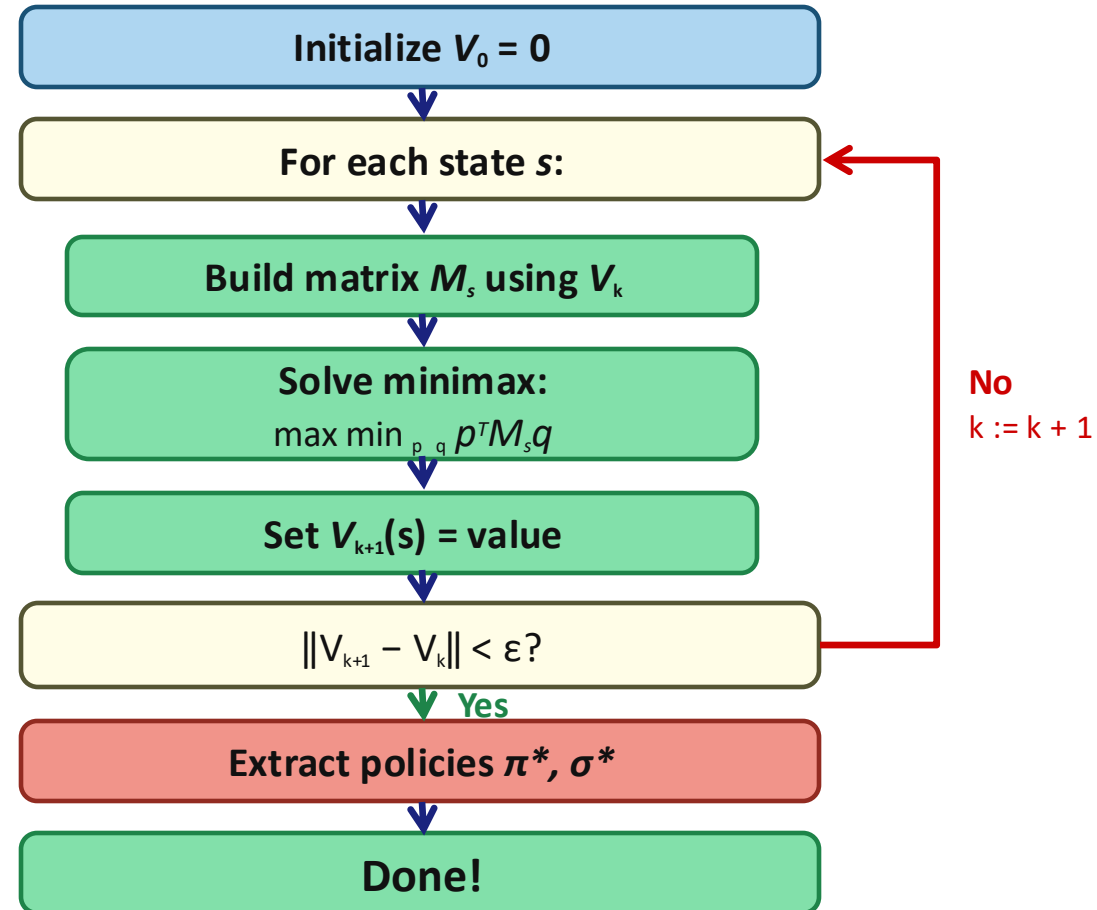 Initialize V₀ = 0
For each state s:
Build matrix Mₛ using Vₖ
Solve minimax:
max min ₚ q pᵀMₛq
Set Vₖ₊₁(s) = value
‖Vₖ₊₁ − Vₖ‖ < ε?
No
k := k + 1
Yes
Extract policies π*, σ*
Done!